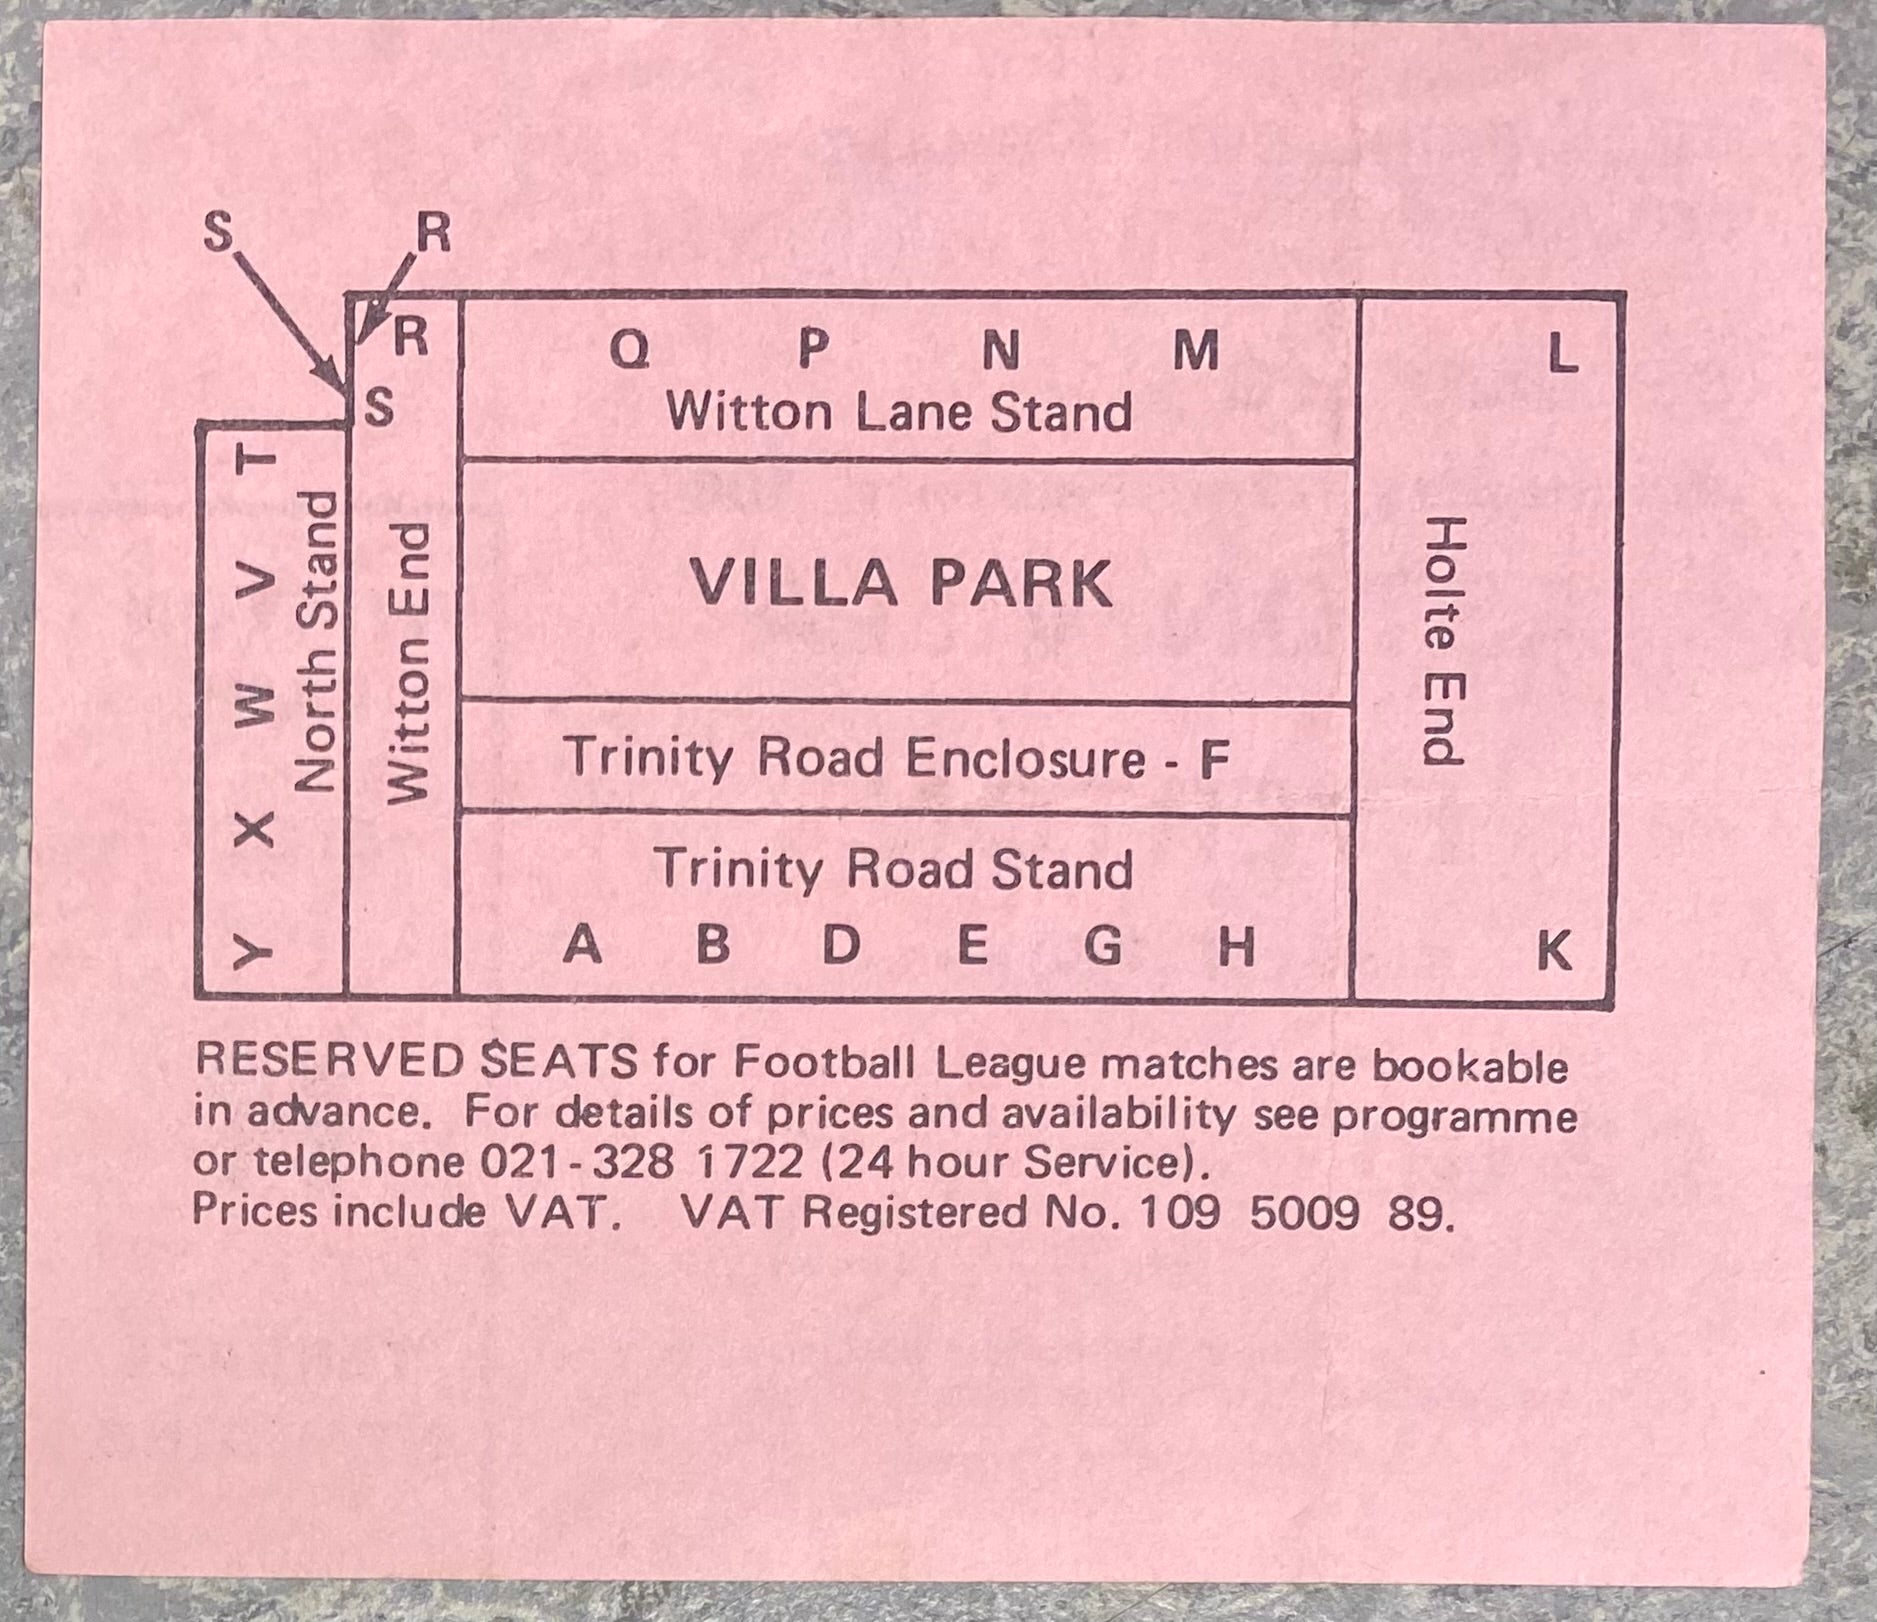 S R
R
S
Q P N M
Witton Lane Stand
L
T V W X Y
North Stand
Witton End
VILLA PARK
Holte End
Trinity Road Enclosure - F
Trinity Road Stand
A B D E G H
K
RESERVED SEATS for Football League matches are bookable
in advance. For details of prices and availability see programme
or telephone 021-328 1722 (24 hour Service).
Prices include VAT. VAT Registered No. 109 5009 89.